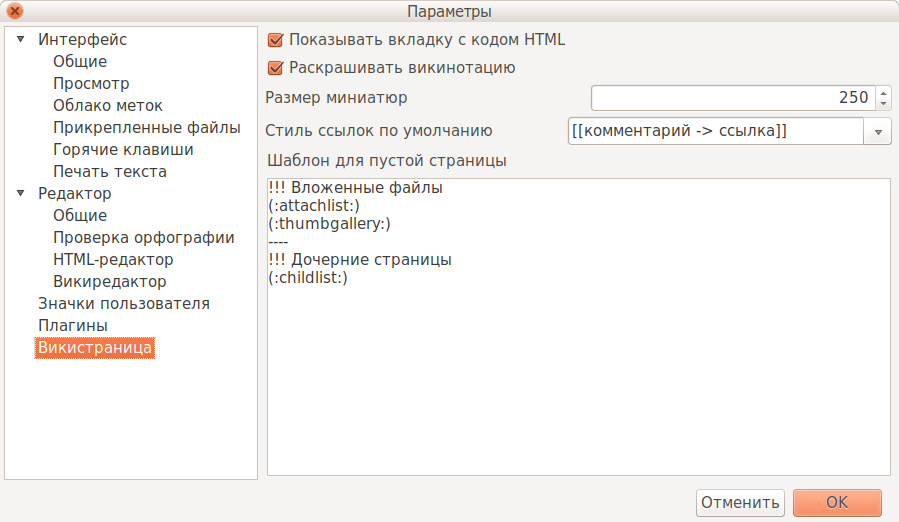 Параметры
Интерфейс
Общие
Просмотр
Облако меток
Прикрепленные файлы
Горячие клавиши
Печать текста
Редактор
Общие
Проверка орфографии
HTML-редактор
Викиредактор
Значки пользователя
Плагины
Викистраница
Показывать вкладку с кодом HTML
Раскрашивать викинотацию
Размер миниатюр 250
Стиль ссылок по умолчанию [[комментарий -> ссылка]]
Шаблон для пустой страницы
!!! Вложенные файлы
(:attachlist:)
(:thumbgallery:)
----
!!! Дочерние страницы
(:childlist:)
Отменить OK